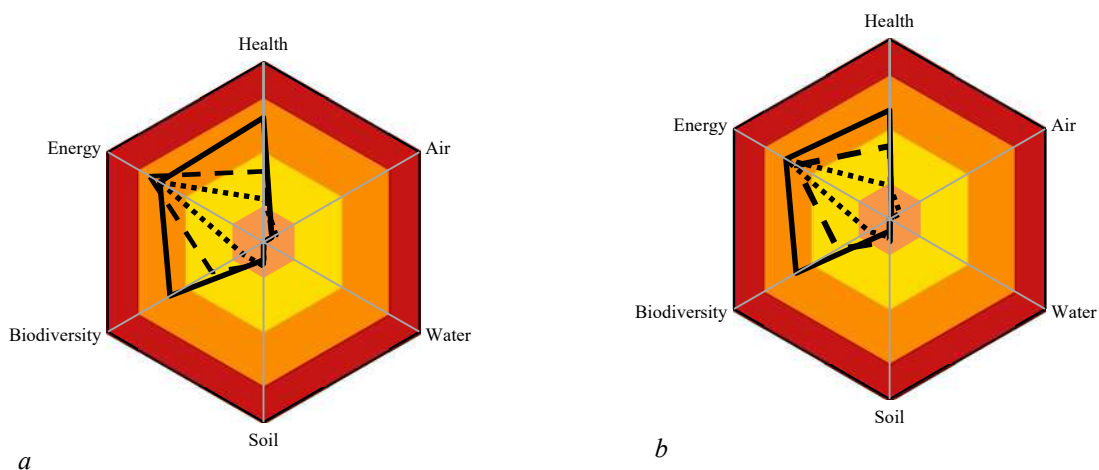 Health
Energy
Air
Biodiversity
Water
Soil
a
Health
Energy
Air
Biodiversity
Water
Soil
b